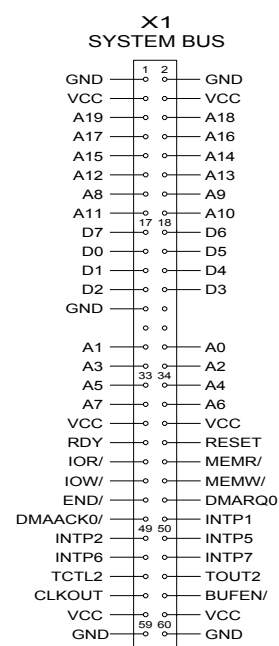 X1
SYSTEM BUS
GND 1 2 GND
VCC VCC
A19 A18
A17 A16
A15 A14
A12 A13
A8 A9
A11 A10
D7 17 18 D6
D0 D5
D1 D4
D2 D3
GND
A1 A0
A3 A2
A5 33 34 A4
A7 A6
VCC VCC
RDY RESET
IOR/ MEMR/
IOW/ MEMW/
END/ DMARQ0
DMAACK0/ INTP1
INTP2 49 50 INTP5
INTP6 INTP7
TCTL2 TOUT2
CLKOUT BUFEN/
VCC VCC
GND 59 60 GND